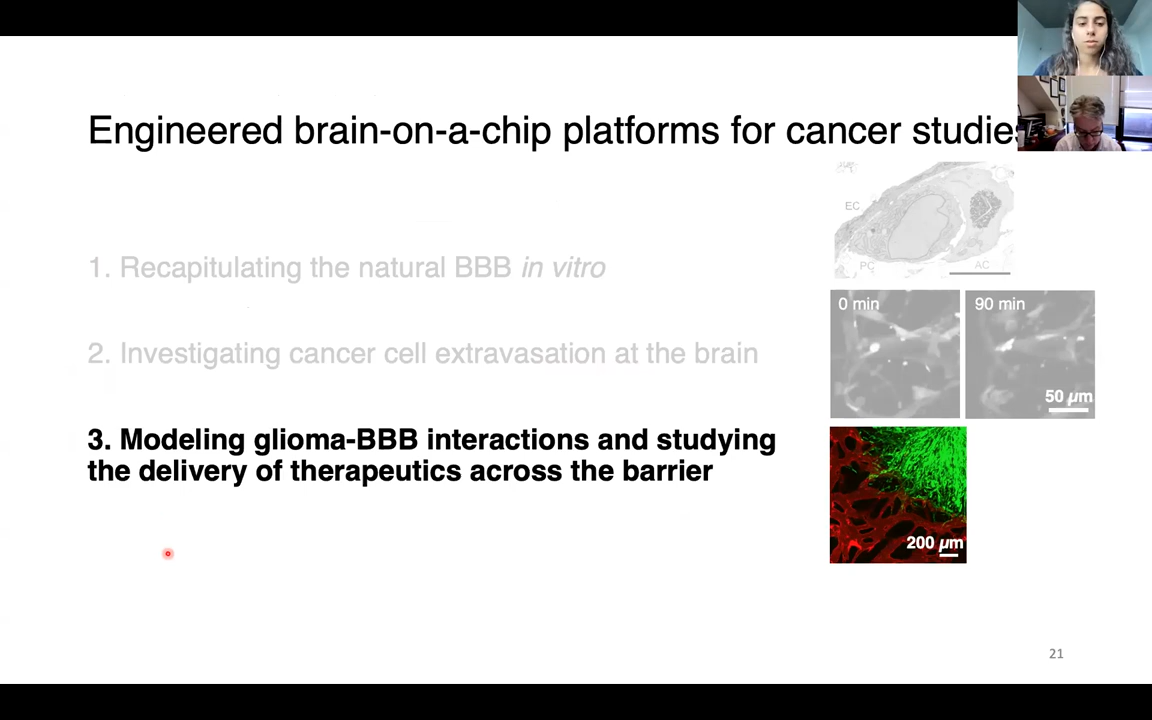 Engineered brain-on-a-chip platforms for cancer studies
EC
PC
AC
1. Recapitulating the natural BBB in vitro
0 min
90 min
2. Investigating cancer cell extravasation at the brain
50 µm
3. Modeling glioma-BBB interactions and studying
the delivery of therapeutics across the barrier
200 µm
21